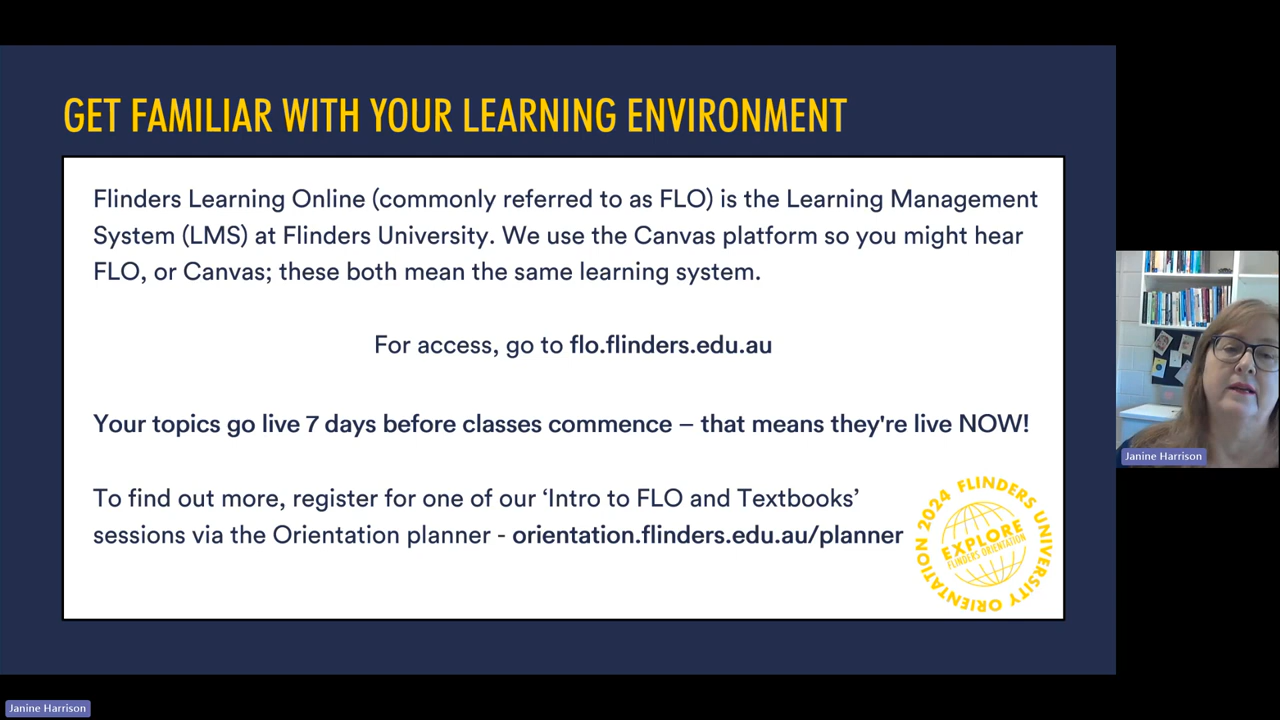 GET FAMILIAR WITH YOUR LEARNING ENVIRONMENT
Flinders Learning Online (commonly referred to as FLO) is the Learning Management
System (LMS) at Flinders University. We use the Canvas platform so you might hear
FLO, or Canvas; these both mean the same learning system.
For access, go to flo.flinders.edu.au
Your topics go live 7 days before classes commence – that means they're live NOW!
To find out more, register for one of our ‘Intro to FLO and Textbooks’
sessions via the Orientation planner - orientation.flinders.edu.au/planner
FLINDERS UNIVERSITY ORIENTATION 2024
EXPLORE
FLINDERS ORIENTATION
Janine Harrison
Janine Harrison